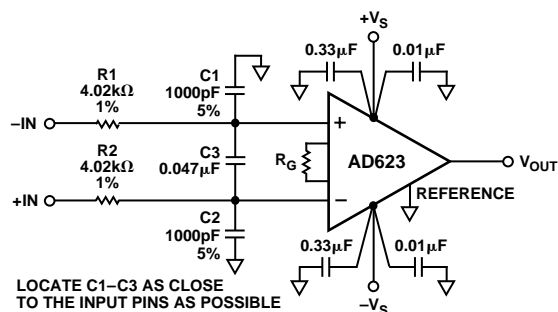 +VS
0.33µF
0.01µF
R1
4.02kΩ
1%
C1
1000pF
5%
–IN
+
R2
4.02kΩ
1%
C3
0.047µF
RG
AD623
VOUT
+IN
–
REFERENCE
C2
1000pF
5%
0.33µF
0.01µF
LOCATE C1–C3 AS CLOSE
TO THE INPUT PINS AS POSSIBLE
–VS